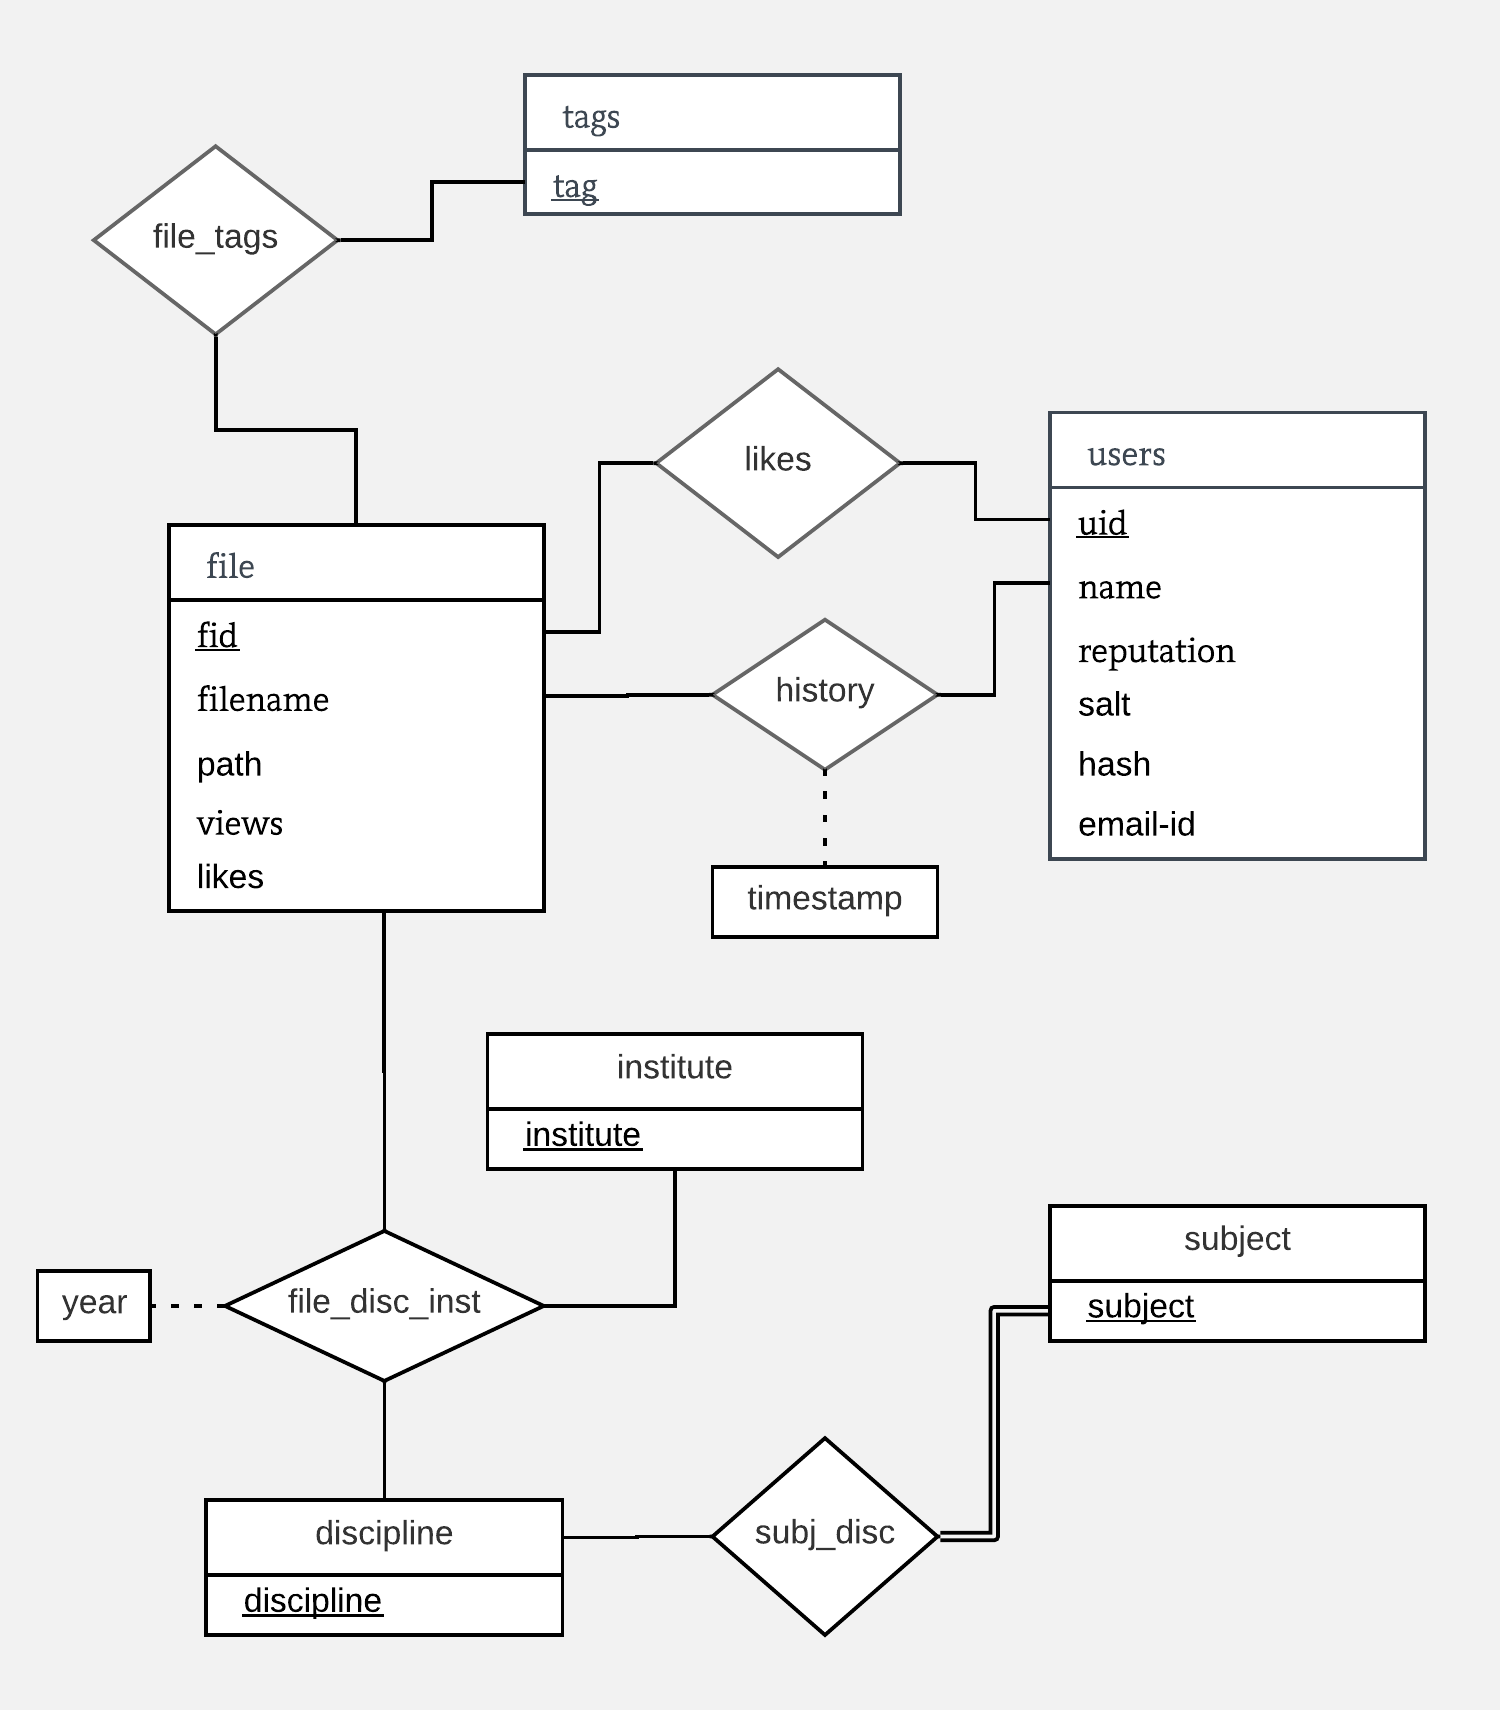 tags
tag
file_tags
likes
users
uid
name
reputation
salt
hash
email-id
file
fid
filename
path
views
likes
history
timestamp
institute
institute
year
file_disc_inst
subject
subject
discipline
discipline
subj_disc